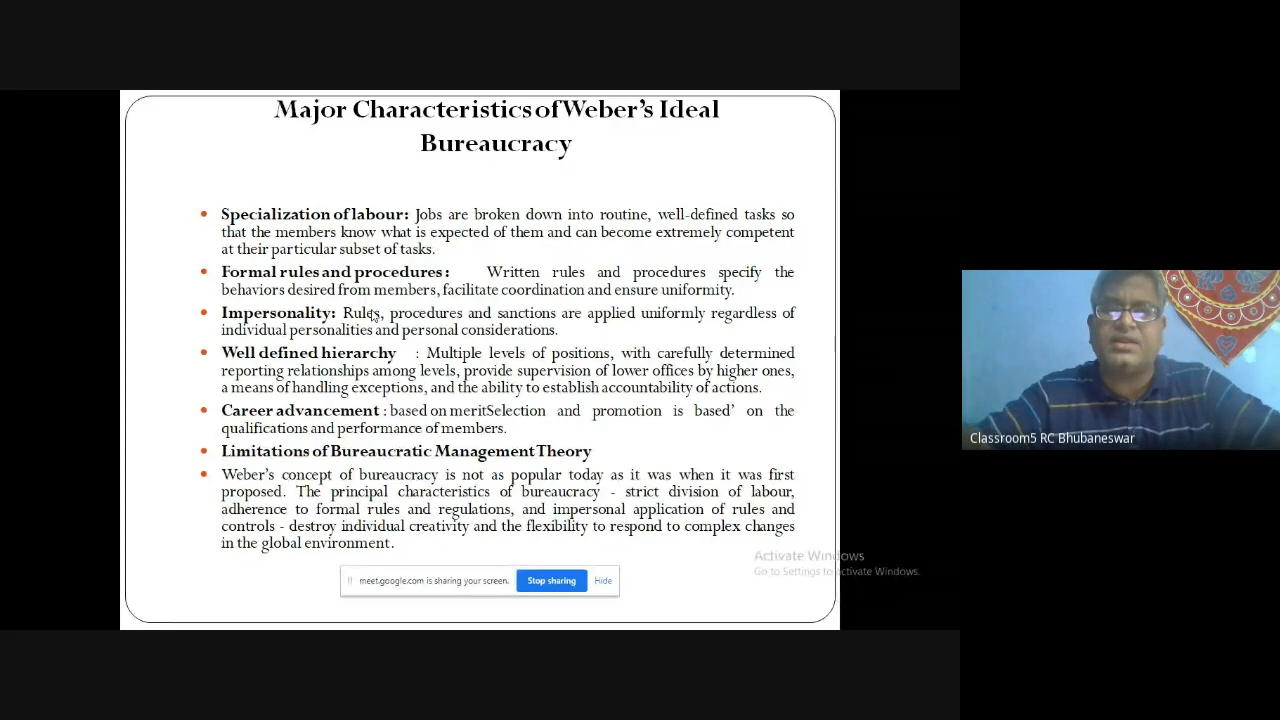 Major Characteristics of Weber's Ideal
Bureaucracy
Specialization of labour: Jobs are broken down into routine, well-defined tasks so
that the members know what is expected of them and can become extremely competent
at their particular subset of tasks.
Formal rules and procedures : Written rules and procedures specify the
behaviors desired from members, facilitate coordination and ensure uniformity.
Impersonality: Rules, procedures and sanctions are applied uniformly regardless of
individual personalities and personal considerations.
Well defined hierarchy : Multiple levels of positions, with carefully determined
reporting relationships among levels, provide supervision of lower offices by higher ones,
a means of handling exceptions, and the ability to establish accountability of actions.
Career advancement : based on meritSelection and promotion is based' on the
qualifications and performance of members.
Limitations of Bureaucratic Management Theory
Weber's concept of bureaucracy is not as popular today as it was when it was first
proposed. The principal characteristics of bureaucracy - strict division of labour,
adherence to formal rules and regulations, and impersonal application of rules and
controls - destroy individual creativity and the flexibility to respond to complex changes
in the global environment.
meet.google.com is sharing your screen. Stop sharing Hide
Activate Windows
Go to Settings to activate Windows.
Classroom5 RC Bhubaneswar